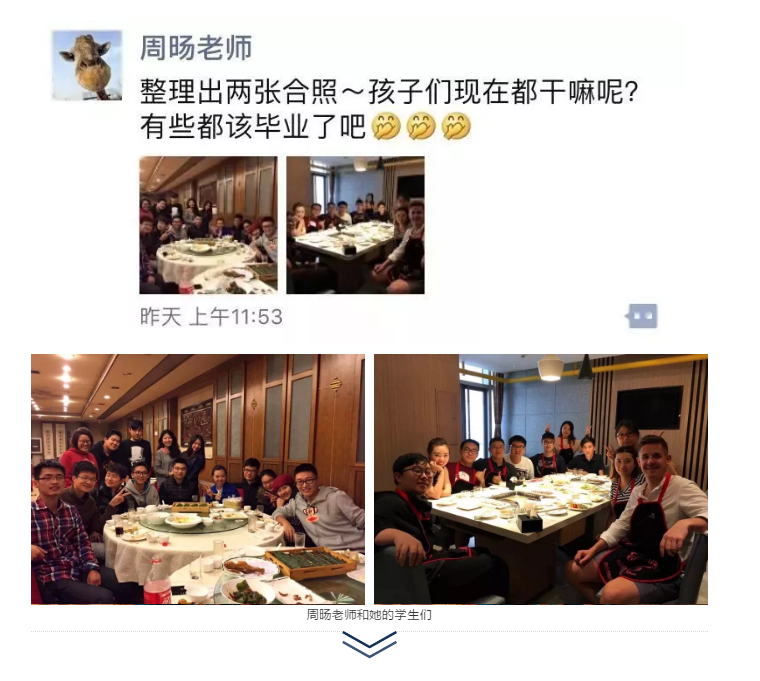 周旸老师
整理出两张合照～孩子们现在都干嘛呢?
有些都该毕业了吧🤭🤭🤭
昨天 上午11:53
周旸老师和她的学生们